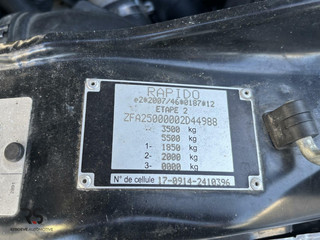 RAPIDO
e2*2007/46*0187*12
ETAPE 2
ZFA25000002D44988
3500 kg
5500 kg
1- 1850 kg
2- 2000 kg
3- 0000 kg
N° de cellule 17-0914-2410396